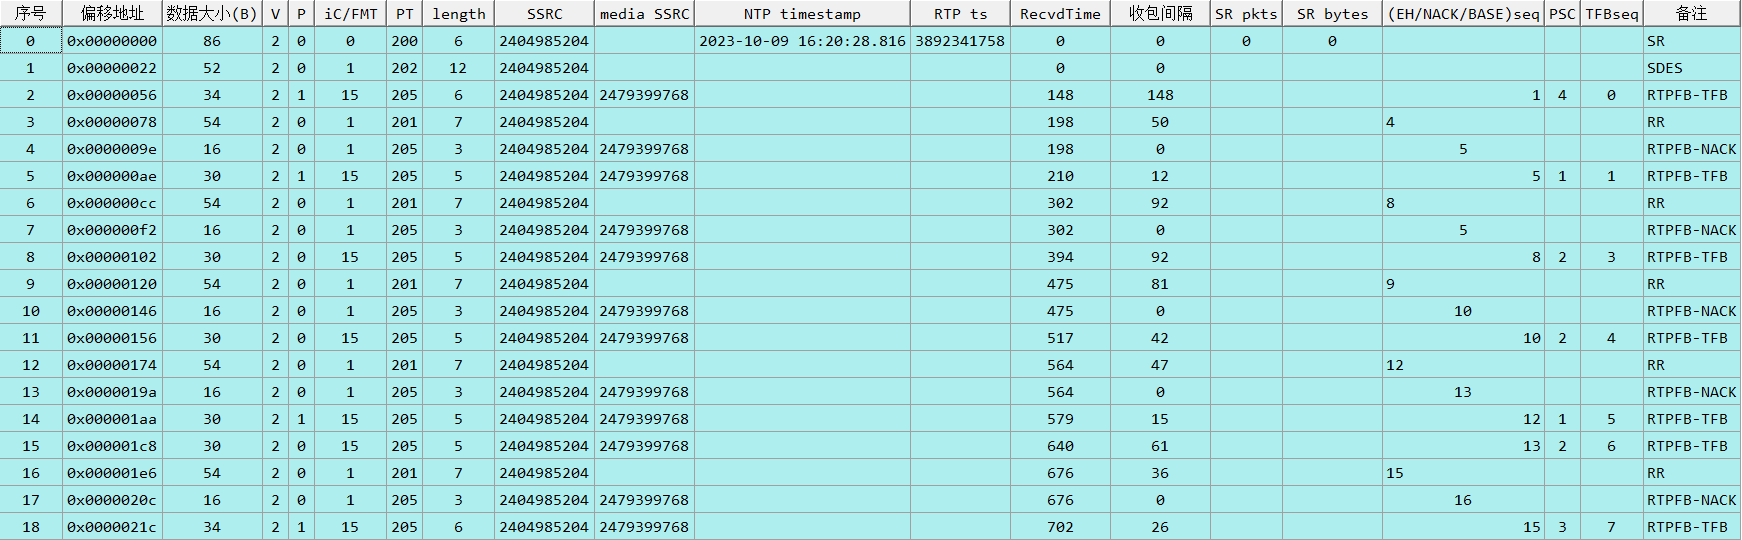 序号 偏移地址 数据大小(B) V P iC/FMT PT length SSRC media SSRC NTP timestamp RTP ts RecvdTime 收包间隔 SR pkts SR bytes (EH/NACK/BASE)seq PSC TFBseq 备注
0 0x00000000 86 2 0 0 200 6 2404985204 2023-10-09 16:20:28.816 3892341758 0 0 0 0 SR
1 0x00000022 52 2 0 1 202 12 2404985204 0 0 SDES
2 0x00000056 34 2 1 15 205 6 2404985204 2479399768 148 148 1 4 0 RTPFB-TFB
3 0x00000078 54 2 0 1 201 7 2404985204 198 50 4 RR
4 0x0000009e 16 2 0 1 205 3 2404985204 2479399768 198 0 5 RTPFB-NACK
5 0x000000ae 30 2 1 15 205 5 2404985204 2479399768 210 12 5 1 1 RTPFB-TFB
6 0x000000cc 54 2 0 1 201 7 2404985204 302 92 8 RR
7 0x000000f2 16 2 0 1 205 3 2404985204 2479399768 302 0 5 RTPFB-NACK
8 0x00000102 30 2 0 15 205 5 2404985204 2479399768 394 92 8 2 3 RTPFB-TFB
9 0x00000120 54 2 0 1 201 7 2404985204 475 81 9 RR
10 0x00000146 16 2 0 1 205 3 2404985204 2479399768 475 0 10 RTPFB-NACK
11 0x00000156 30 2 0 15 205 5 2404985204 2479399768 517 42 10 2 4 RTPFB-TFB
12 0x00000174 54 2 0 1 201 7 2404985204 564 47 12 RR
13 0x0000019a 16 2 0 1 205 3 2404985204 2479399768 564 0 13 RTPFB-NACK
14 0x000001aa 30 2 1 15 205 5 2404985204 2479399768 579 15 12 1 5 RTPFB-TFB
15 0x000001c8 30 2 0 15 205 5 2404985204 2479399768 640 61 13 2 6 RTPFB-TFB
16 0x000001e6 54 2 0 1 201 7 2404985204 676 36 15 RR
17 0x0000020c 16 2 0 1 205 3 2404985204 2479399768 676 0 16 RTPFB-NACK
18 0x0000021c 34 2 1 15 205 6 2404985204 2479399768 702 26 15 3 7 RTPFB-TFB